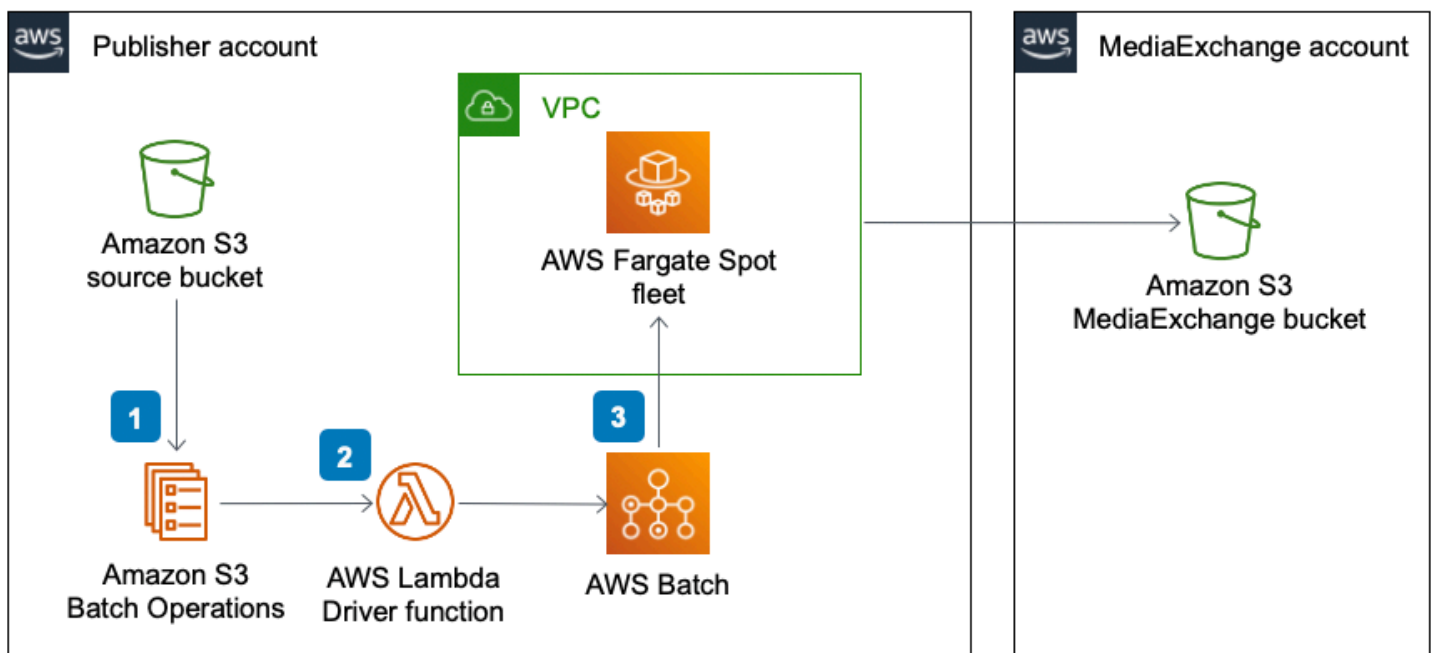 aws
Publisher account
VPC
AWS Fargate Spot
fleet
Amazon S3
source bucket
1
2
3
Amazon S3
Batch Operations
AWS Lambda
Driver function
AWS Batch
aws
MediaExchange account
Amazon S3
MediaExchange bucket